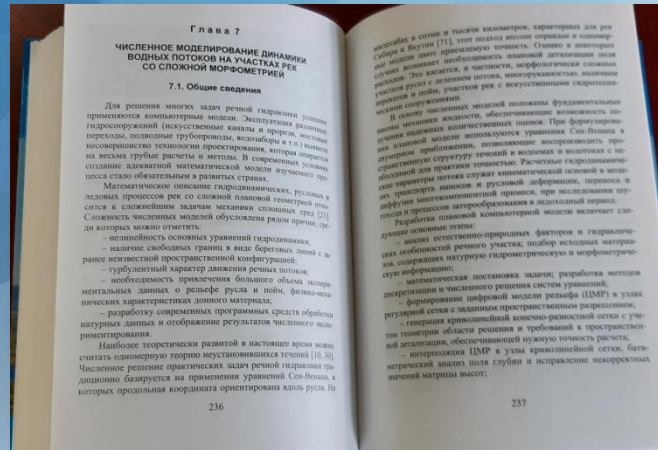 Глава 7
ЧИСЛЕННОЕ МОДЕЛИРОВАНИЕ ДИНАМИКИ
ВОДНЫХ ПОТОКОВ НА УЧАСТКАХ РЕК
СО СЛОЖНОЙ МОРФОМЕТРИЕЙ
7.1. Общие сведения
Для решения многих задач речной гидравлики успешно
применяются компьютерные модели. Эксплуатация различных
гидросооружений (искусственные каналы и прорези, мостовые
переходы, подводные трубопроводы, водозаборы и т.п.) выявила
несовершенство технологии проектирования, которая опирается
на весьма грубые расчеты и методы. В современных условиях
создание адекватной математической модели изучаемого про-
цесса стало обязательным в развитых странах.
Математическое описание гидродинамических, русловых и
ледовых процессов рек со сложной плановой геометрией отно-
сится к сложнейшим задачам механики сплошных сред [21].
Сложность численных моделей обусловлена рядом причин, сре-
ди которых можно отметить:
– нелинейность основных уравнений гидродинамики;
– наличие свободных границ в виде береговых линий с за-
ранее неизвестной пространственной конфигурацией;
– турбулентный характер движения речных потоков;
– необходимость привлечения большого объема экспери-
ментальных данных о рельефе русла и пойм, физико-меха-
нических характеристиках донного материала;
– разработку современных программных средств обработки
натурных данных и отображение результатов численного экспе-
риментирования.
Наиболее теоретически развитой в настоящее время можно
считать одномерную теорию неустановившихся течений [16, 30].
Численное решение практических задач речной гидравлики тра-
диционно базируется на применении уравнений Сен-Венана, в
которых продольная координата ориентирована вдоль русла. На
236
масштабах в сотни и тысячи километров, характерных для рек
Сибири и Якутии [71], этот подход вполне оправдан и одномер-
ные модели дают приемлемую точность. Однако в некоторых
случаях возникает необходимость плановой детализации поля
расходов. Это касается, в частности, морфологически сложных
участков русел с делением потока, многорукавностью, наличием
перекатов и пойм, участков рек с искусственными гидротехни-
ческими сооружениями.
В основу численных моделей положены фундаментальные
законы механики жидкости, обеспечивающие возможность по-
лучения надежных количественных оценок. При формулировке
плановой модели используются уравнения Сен-Венана в
двумерном приближении, позволяющие воспроизводить про-
странственную структуру течений в водоемах и водотоках с не-
обходимой для практики точностью. Расчетные гидродинамиче-
ские параметры потока служат кинематической основой в моде-
лях транспорта наносов и русловой деформации, переноса и
диффузии многокомпонентной примеси, при исследовании шу-
гохода и процессов заторообразования в ледоходный период.
Разработка плановой компьютерной модели включает сле-
дующие основные этапы:
– анализ естественно-природных факторов и гидравличе-
ских особенностей речного участка; подбор исходных материа-
лов, содержащих натурную гидрометрическую и морфометриче-
скую информацию;
– математическая постановка задачи; разработка методов
дискретизации и численного решения систем уравнений;
– формирование цифровой модели рельефа (ЦМР) в узлах
регулярной сетки с заданным пространственным разрешением;
– генерация криволинейной конечно-разностной сетки с уче-
том геометрии области решения и требований к пространствен-
ной детализации, обеспечивающей нужную точность расчета;
– интерполяция ЦМР в узлы криволинейной сетки, бати-
метрический анализ поля глубин и исправление некорректных
значений матрицы высот;
237